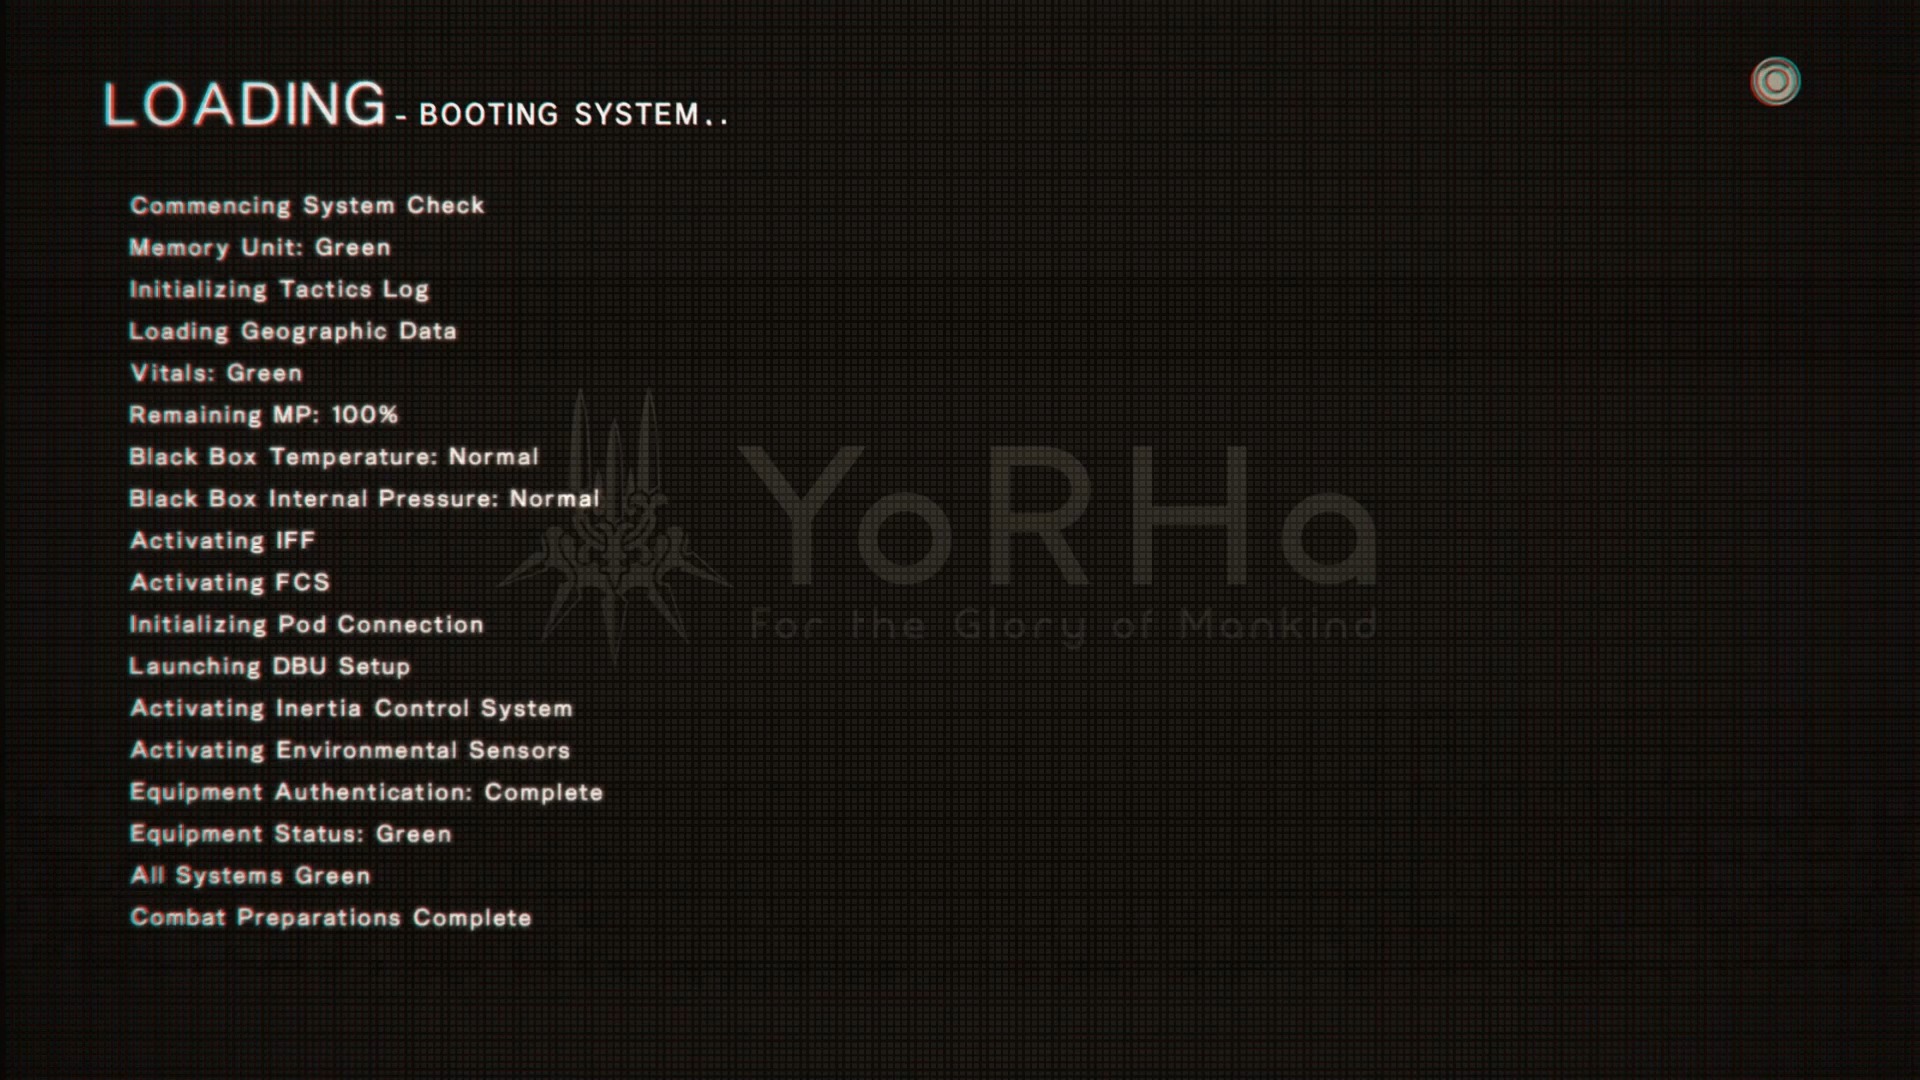 LOADING - BOOTING SYSTEM..
Commencing System Check
Memory Unit: Green
Initializing Tactics Log
Loading Geographic Data
Vitals: Green
Remaining MP: 100%
Black Box Temperature: Normal
Black Box Internal Pressure: Normal
Activating IFF
Activating FCS
Initializing Pod Connection
Launching DBU Setup
Activating Inertia Control System
Activating Environmental Sensors
Equipment Authentication: Complete
Equipment Status: Green
All Systems Green
Combat Preparations Complete
YoRHa
For the Glory of Mankind